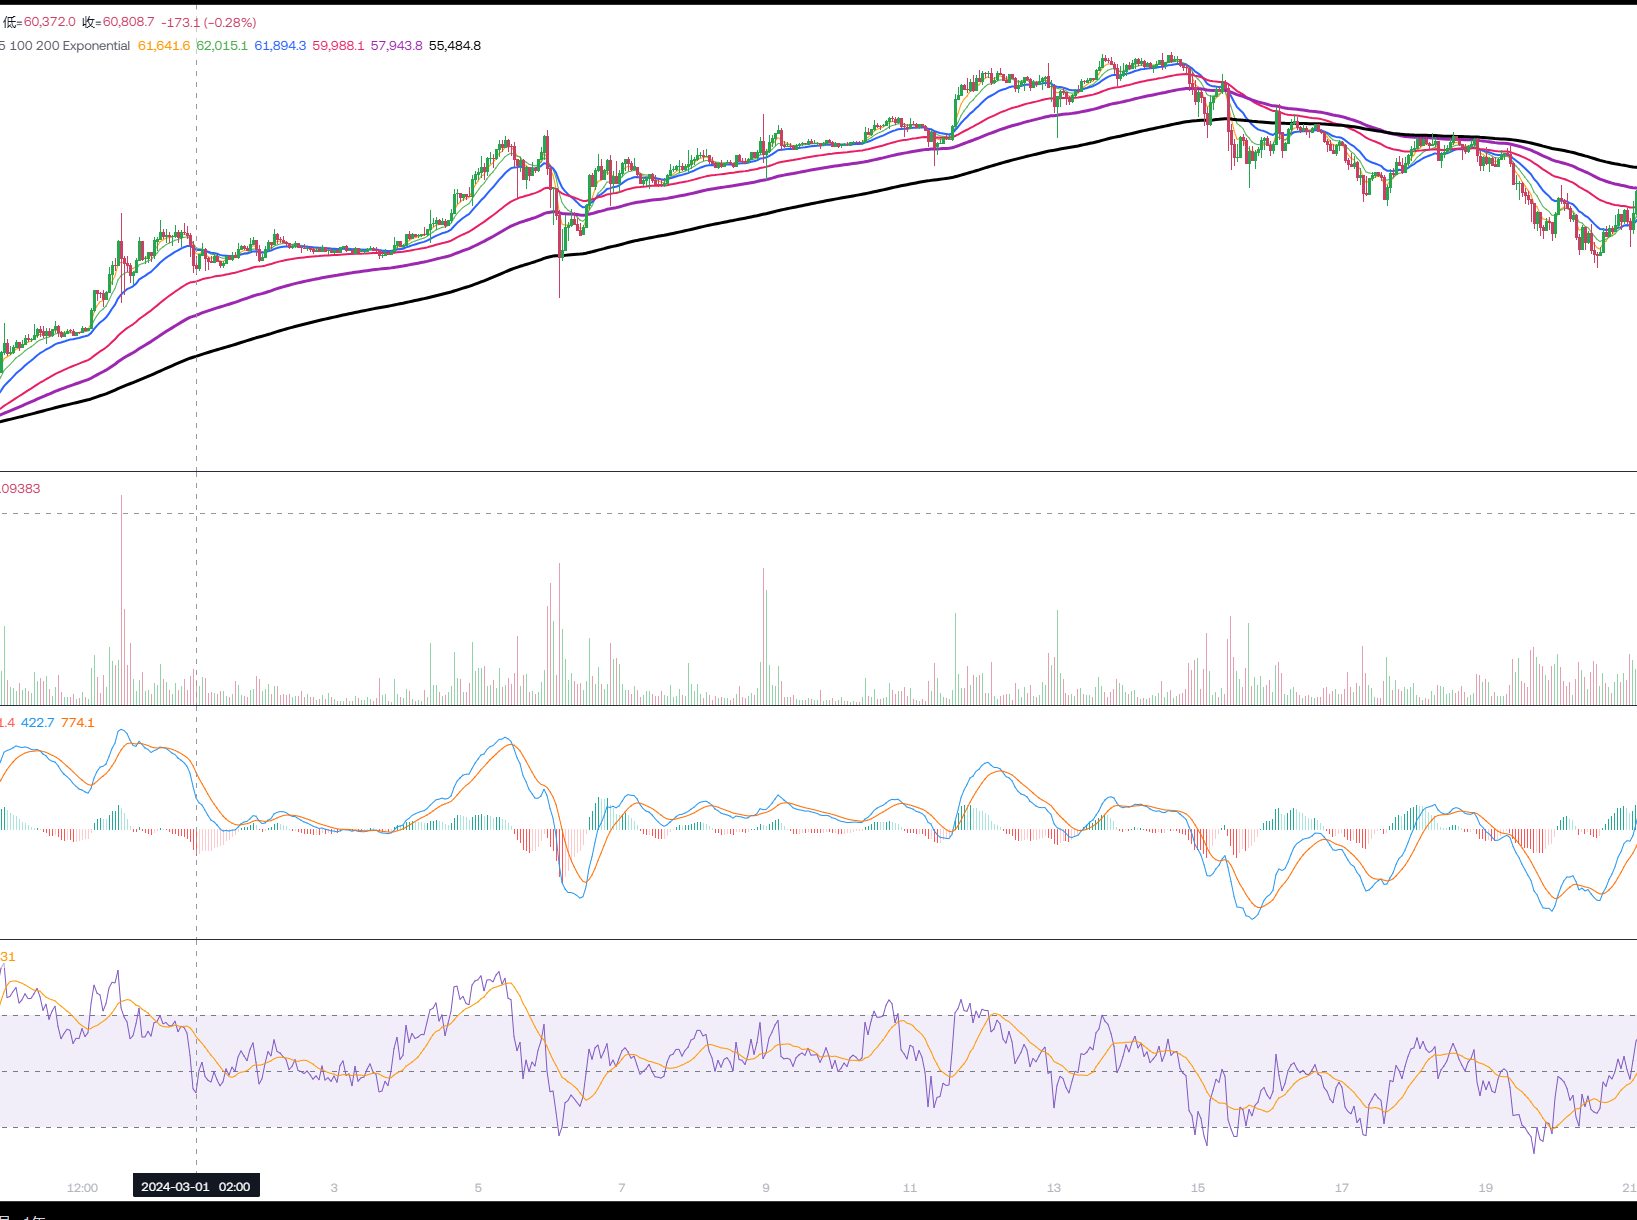 低=60,372.0 收=60,808.7 -173.1 (-0.28%)
5 100 200 Exponential 61,641.6 62,015.1 61,894.3 59,988.1 57,943.8 55,484.8
.09383
1.4 422.7 774.1
31
12:00 2024-03-01 02:00 3 5 7 9 11 13 15 17 19 21